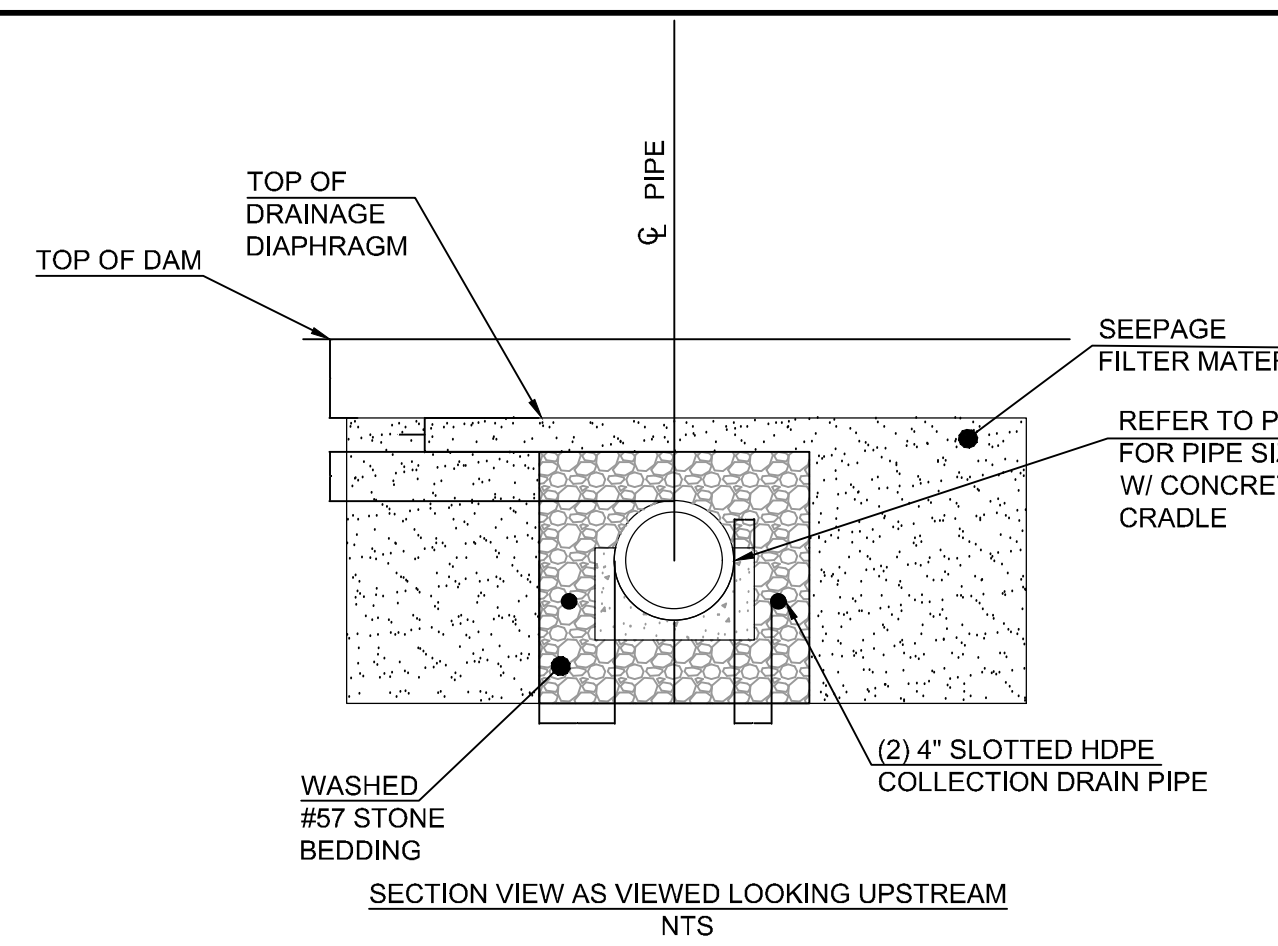 TOP OF
DRAINAGE
DIAPHRAGM
TOP OF DAM
℄ PIPE
SEEPAGE
FILTER
REFER TO
FOR PIPE
W/
CRADLE
(2) 4" SLOTTED HDPE
COLLECTION DRAIN PIPE
WASHED
#57 STONE
BEDDING
SECTION VIEW AS VIEWED LOOKING UPSTREAM
NTS